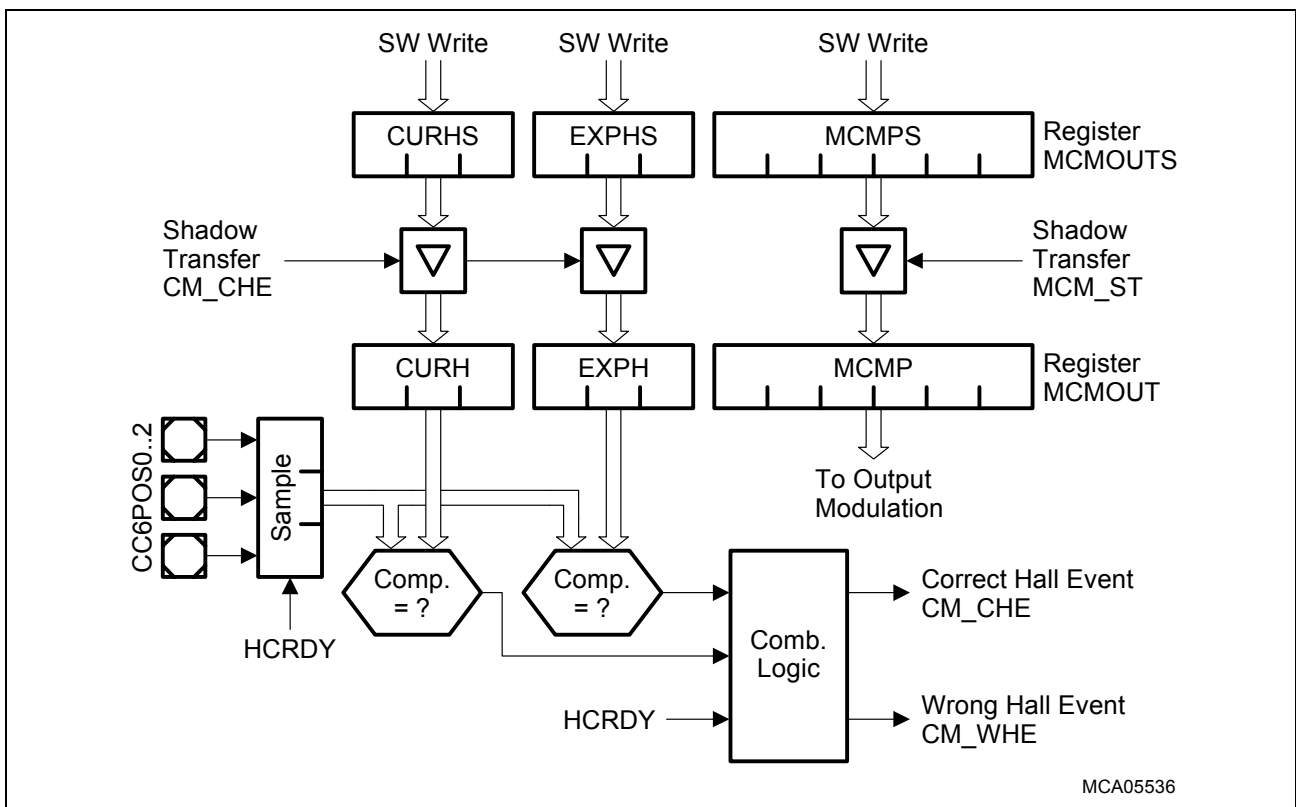 SW Write
SW Write
SW Write
CURHS
EXPHS
MCMPS
Register
MCMOUTS
Shadow
Transfer
CM_CHE
Shadow
Transfer
MCM_ST
CURH
EXPH
MCMP
Register
MCMOUT
CC6POS0..2
Sample
To Output
Modulation
Comp.
= ?
Comp.
= ?
Comb.
Logic
Correct Hall Event
CM_CHE
HCRDY
HCRDY
Wrong Hall Event
CM_WHE
MCA05536